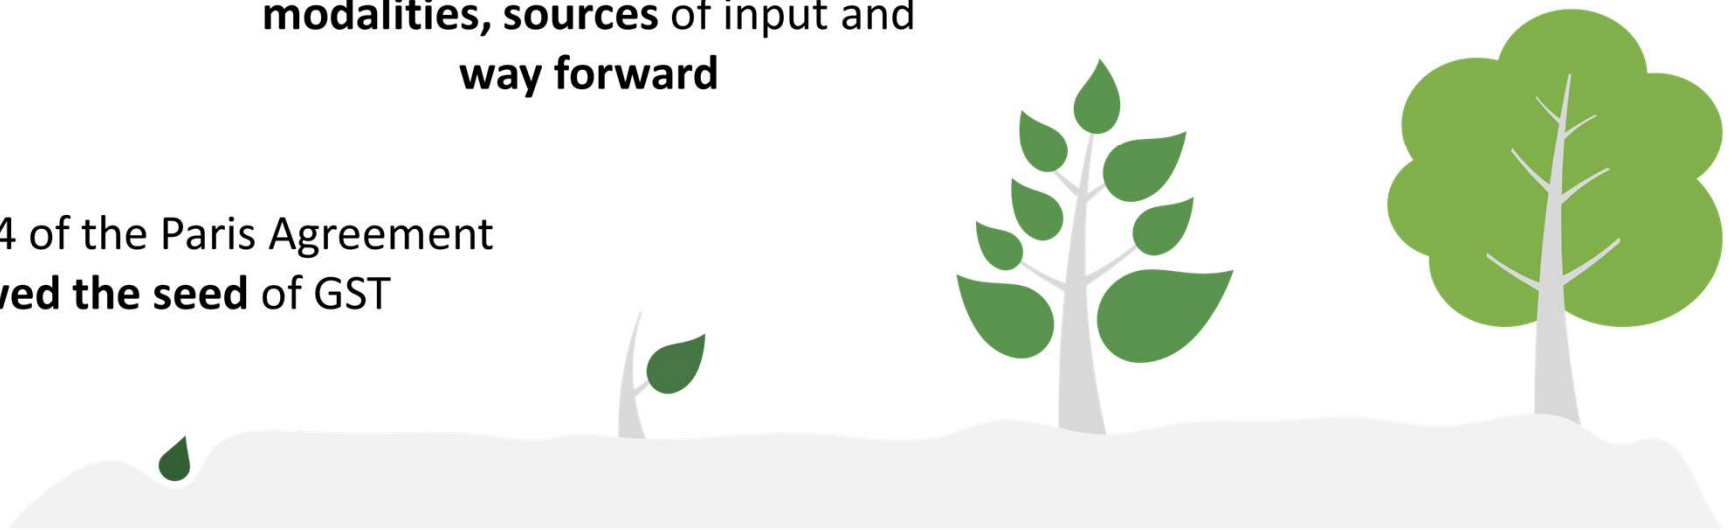 modalities, sources of input and
way forward
4 of the Paris Agreement
ved the seed of GST